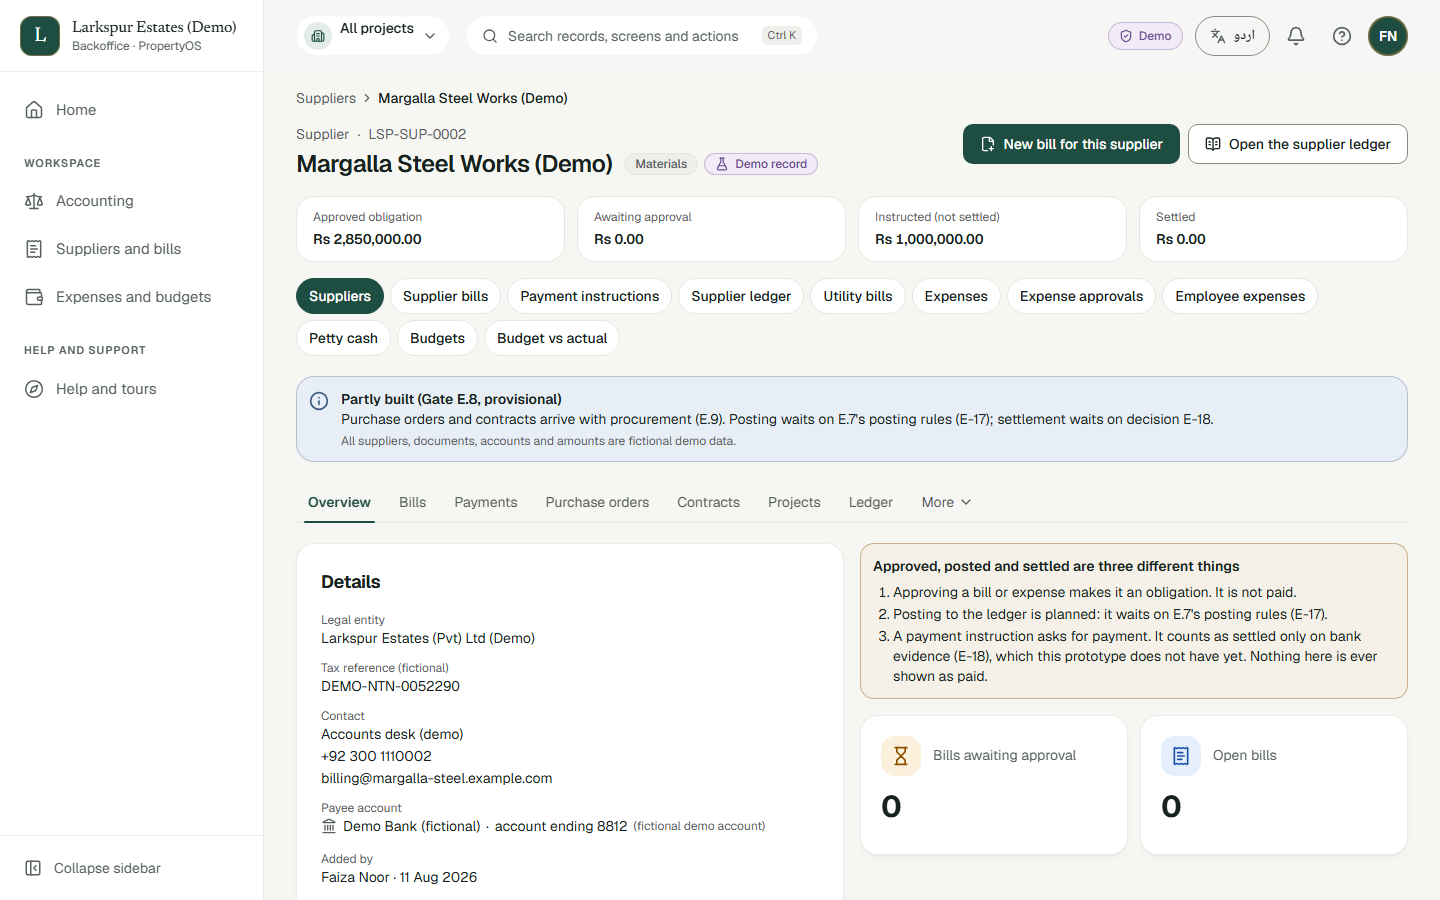 L
Larkspur Estates (Demo)
Backoffice · PropertyOS
Home
WORKSPACE
Accounting
Suppliers and bills
Expenses and budgets
HELP AND SUPPORT
Help and tours
Collapse sidebar
All projects
Search records, screens and actions
Ctrl K
Demo
اردو
FN
Suppliers > Margalla Steel Works (Demo)
Supplier · LSP-SUP-0002
Margalla Steel Works (Demo)
Materials
Demo record
New bill for this supplier
Open the supplier ledger
Approved obligation
Rs 2,850,000.00
Awaiting approval
Rs 0.00
Instructed (not settled)
Rs 1,000,000.00
Settled
Rs 0.00
Suppliers
Supplier bills
Payment instructions
Supplier ledger
Utility bills
Expenses
Expense approvals
Employee expenses
Petty cash
Budgets
Budget vs actual
Partly built (Gate E.8, provisional)
Purchase orders and contracts arrive with procurement (E.9). Posting waits on E.7's posting rules (E-17); settlement waits on decision E-18.
All suppliers, documents, accounts and amounts are fictional demo data.
Overview
Bills
Payments
Purchase orders
Contracts
Projects
Ledger
More
Details
Legal entity
Larkspur Estates (Pvt) Ltd (Demo)
Tax reference (fictional)
DEMO-NTN-0052290
Contact
Accounts desk (demo)
+92 300 1110002
billing@margalla-steel.example.com
Payee account
Demo Bank (fictional) · account ending 8812 (fictional demo account)
Added by
Faiza Noor · 11 Aug 2026
Approved, posted and settled are three different things
1. Approving a bill or expense makes it an obligation. It is not paid.
2. Posting to the ledger is planned: it waits on E.7's posting rules (E-17).
3. A payment instruction asks for payment. It counts as settled only on bank
evidence (E-18), which this prototype does not have yet. Nothing here is ever
shown as paid.
Bills awaiting approval
0
Open bills
0